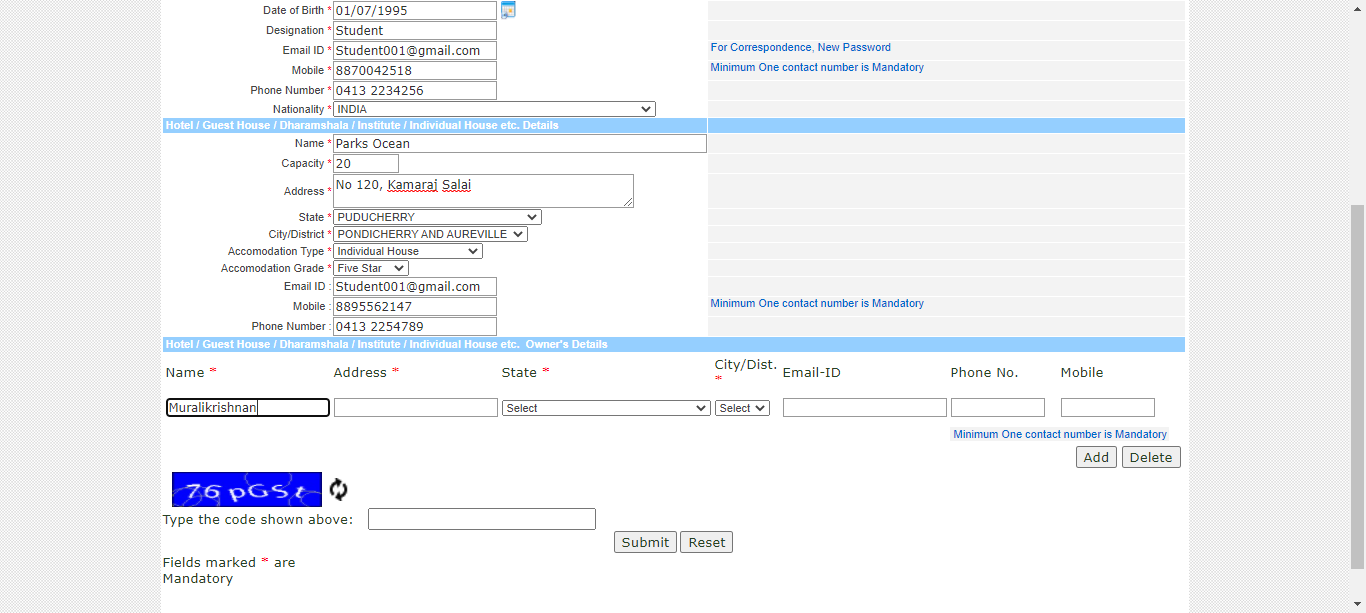 Date of Birth * 01/07/1995
Designation * Student
Email ID * Student001@gmail.com For Correspondence, New Password
Mobile * 8870042518 Minimum One contact number is Mandatory
Phone Number * 0413 2234256
Nationality * INDIA
Hotel / Guest House / Dharamshala / Institute / Individual House etc. Details
Name * Parks Ocean
Capacity * 20
Address * No 120, Kamaraj Salai
State * PUDUCHERRY
City/District * PONDICHERRY AND AUREVILLE
Accomodation Type * Individual House
Accomodation Grade * Five Star
Email ID : Student001@gmail.com
Mobile : 8895562147 Minimum One contact number is Mandatory
Phone Number : 0413 2254789
Hotel / Guest House / Dharamshala / Institute / Individual House etc. Owner's Details
Name * Address * State * City/Dist. * Email-ID Phone No. Mobile
Muralikrishnan Select Select
Minimum One contact number is Mandatory
Add Delete
76pGSt
Type the code shown above:
Submit Reset
Fields marked * are
Mandatory